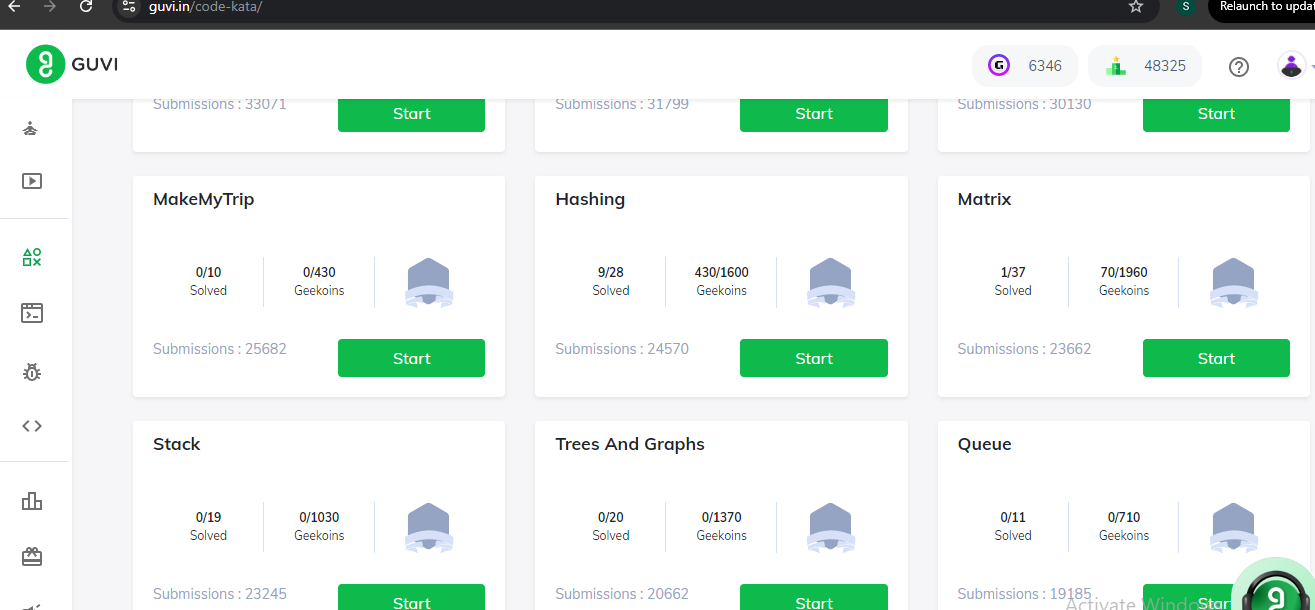 guvi.in/code-kata/
S
Relaunch to updat
GUVI
G
6346
48325
Submissions : 33071
Start
Submissions : 31799
Start
Submissions : 30130
Start
MakeMyTrip
0/10
Solved
0/430
Geekoins
Submissions : 25682
Start
Hashing
9/28
Solved
430/1600
Geekoins
Submissions : 24570
Start
Matrix
1/37
Solved
70/1960
Geekoins
Submissions : 23662
Start
Stack
0/19
Solved
0/1030
Geekoins
Submissions : 23245
Start
Trees And Graphs
0/20
Solved
0/1370
Geekoins
Submissions : 20662
Start
Queue
0/11
Solved
0/710
Geekoins
Submissions : 19185
Start
Activate Windows